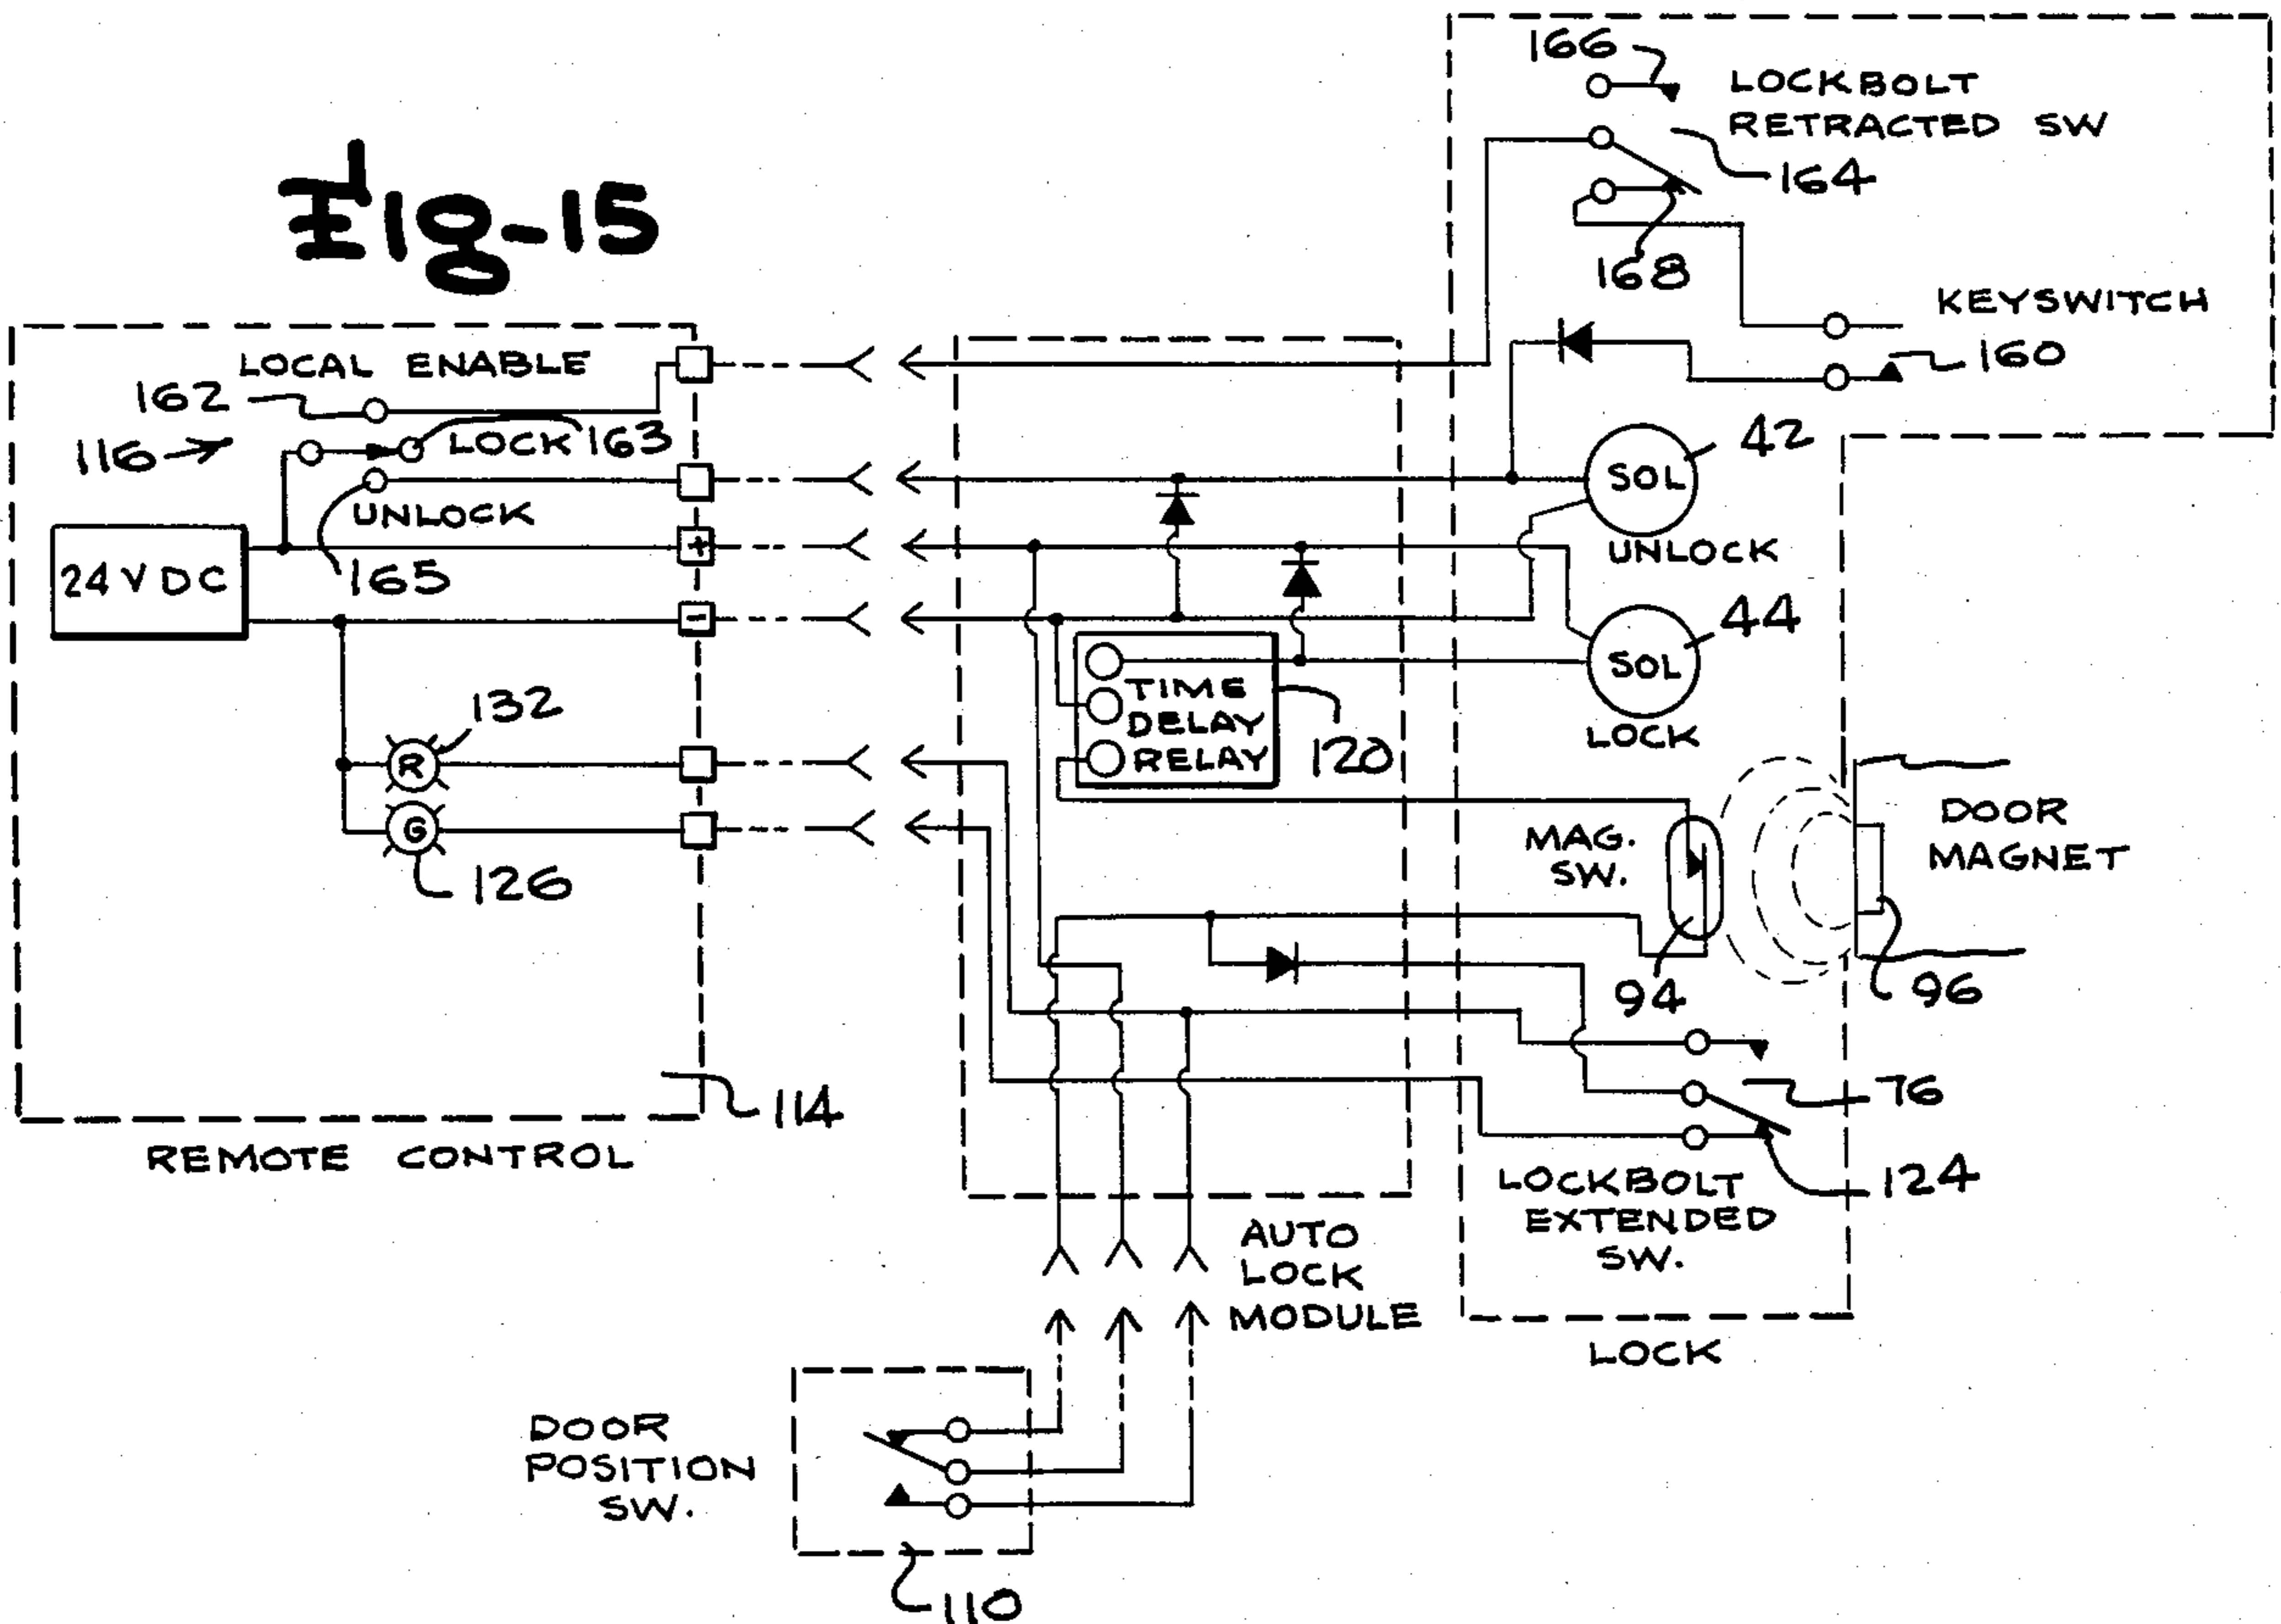 Fig-15
166
LOCKBOLT
RETRACTED SW
164
168
KEYSWITCH
160
LOCAL ENABLE
162
116
LOCK 163
UNLOCK
165
24 V DC
+
-
SOL
42
UNLOCK
SOL
44
LOCK
TIME
DELAY
RELAY
120
132
R
G
126
MAG.
SW.
94
DOOR
MAGNET
96
114
REMOTE CONTROL
76
124
LOCKBOLT
EXTENDED
SW.
AUTO
LOCK
MODULE
LOCK
DOOR
POSITION
SW.
110